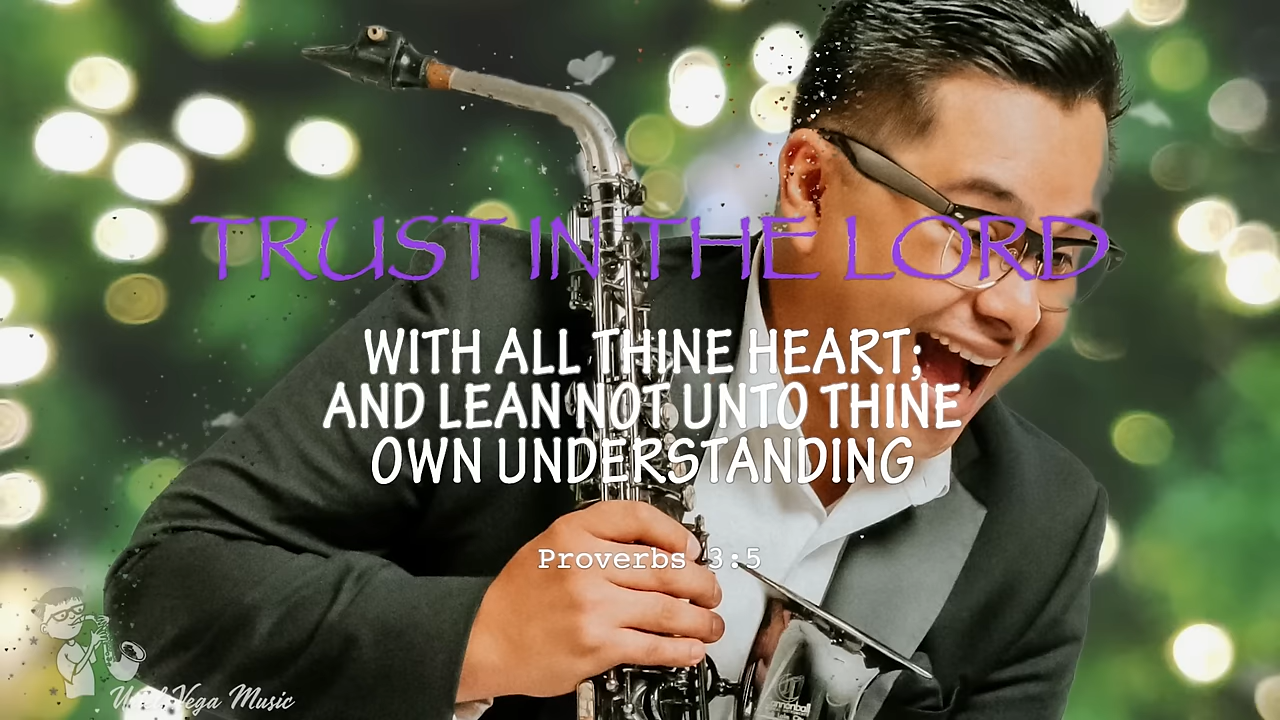 TRUST IN THE LORD
WITH ALL THINE HEART;
AND LEAN NOT UNTO THINE
OWN UNDERSTANDING
Proverbs 3:5
Vega Music